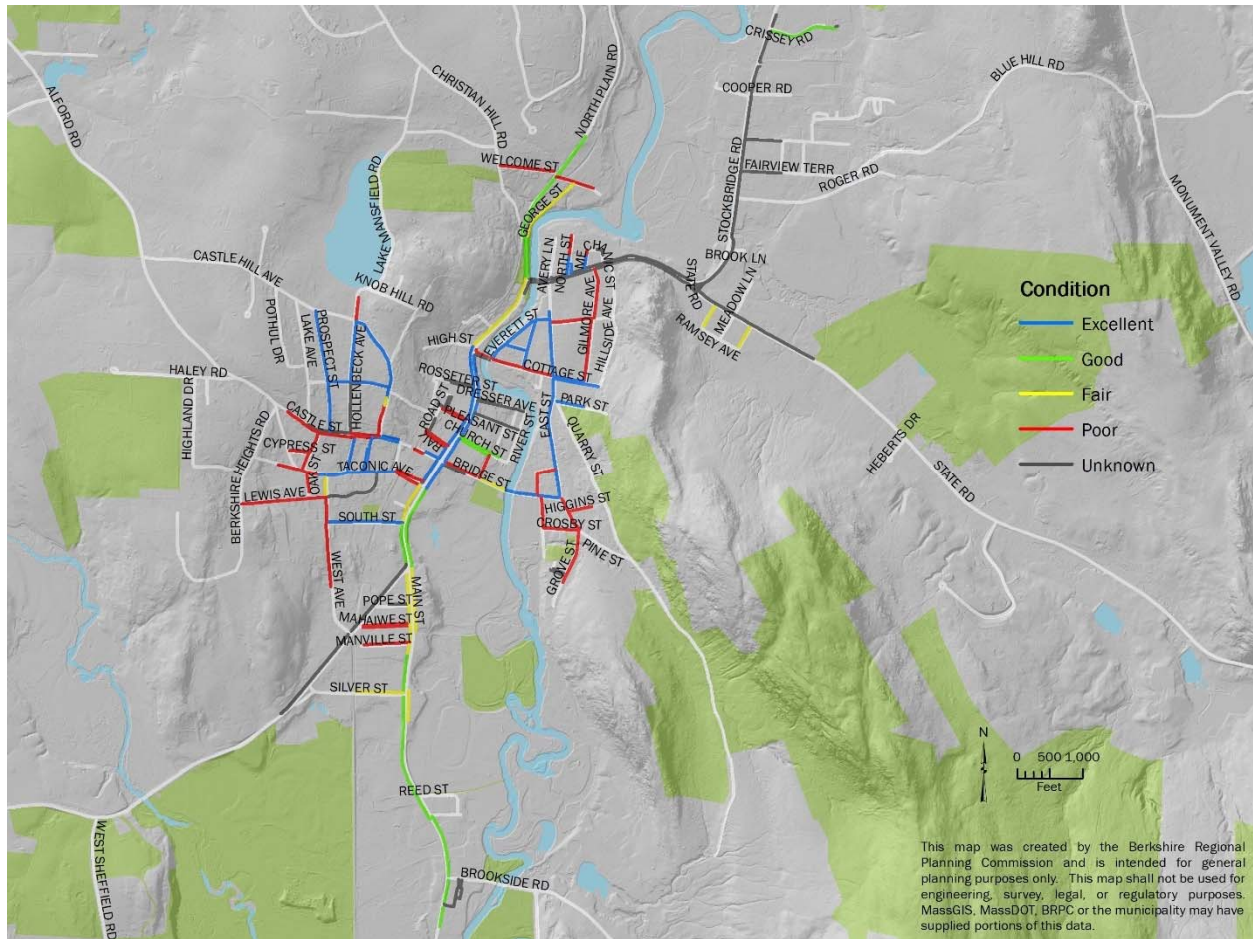 CRISSEY RD
BLUE HILL RD
CHRISTIAN HILL RD
NORTH PLAIN RD
COOPER RD
ALFORD RD
WELCOME ST
FAIRVIEW TERR
ROGER RD
STOCKBRIDGE RD
MONUMENT VALLEY RD
LAKE MANSFIELD RD
GEORGE ST
CASTLE HILL AVE
KNOB HILL RD
AVERY LN
NORTH ST
MECHANIC ST
BROOK LN
STATE RD
MEADOW LN
RAMSEY AVE
POTHUL DR
LAKE AVE
PROSPECT ST
HOLLENBECK AVE
HIGH ST
EVERETT ST
GILMORE AVE
HILLSIDE AVE
COTTAGE ST
HALEY RD
HIGHLAND DR
ROSSETER ST
DRESSER AVE
PARK ST
CASTLE ST
RAILROAD ST
PLEASANT ST
CHURCH ST
RIVER ST
EAST ST
QUARRY ST
CYPRESS ST
OAK ST
TACONIC AVE
BRIDGE ST
BERKSHIRE HEIGHTS RD
LEWIS AVE
HIGGINS ST
SOUTH ST
CROSBY ST
PINE ST
GROVE ST
WEST AVE
MAIN ST
POPE ST
MAHAIWE ST
MANVILLE ST
SILVER ST
REED ST
BROOKSIDE RD
WEST SHEFFIELD RD
HEBERTS DR
STATE RD
Condition
Excellent
Good
Fair
Poor
Unknown
N
0 500 1,000
Feet
This map was created by the Berkshire Regional
Planning Commission and is intended for general
planning purposes only. This map shall not be used for
engineering, survey, legal, or regulatory purposes.
MassGIS, MassDOT, BRPC or the municipality may have
supplied portions of this data.